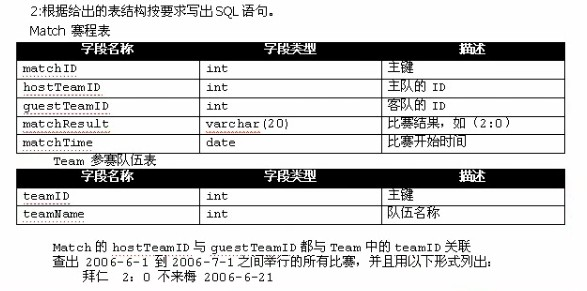 2:根据给出的表结构按要求写出SQL语句。
Match 赛程表
字段名称 字段类型 描述
matchID int 主键
hostTeamID int 主队的 ID
guestTeamID int 客队的 ID
matchResult varchar(20) 比赛结果，如（2:0）
matchTime date 比赛开始时间
Team 参赛队伍表
字段名称 字段类型 描述
teamID int 主键
teamName int 队伍名称
Match 的 hostTeamID 与 guestTeamID 都与 Team 中的 teamID 关联
查出 2006-6-1 到 2006-7-1 之间举行的所有比赛，并且用以下形式列出：
拜仁 2：0 不来梅 2006-6-21